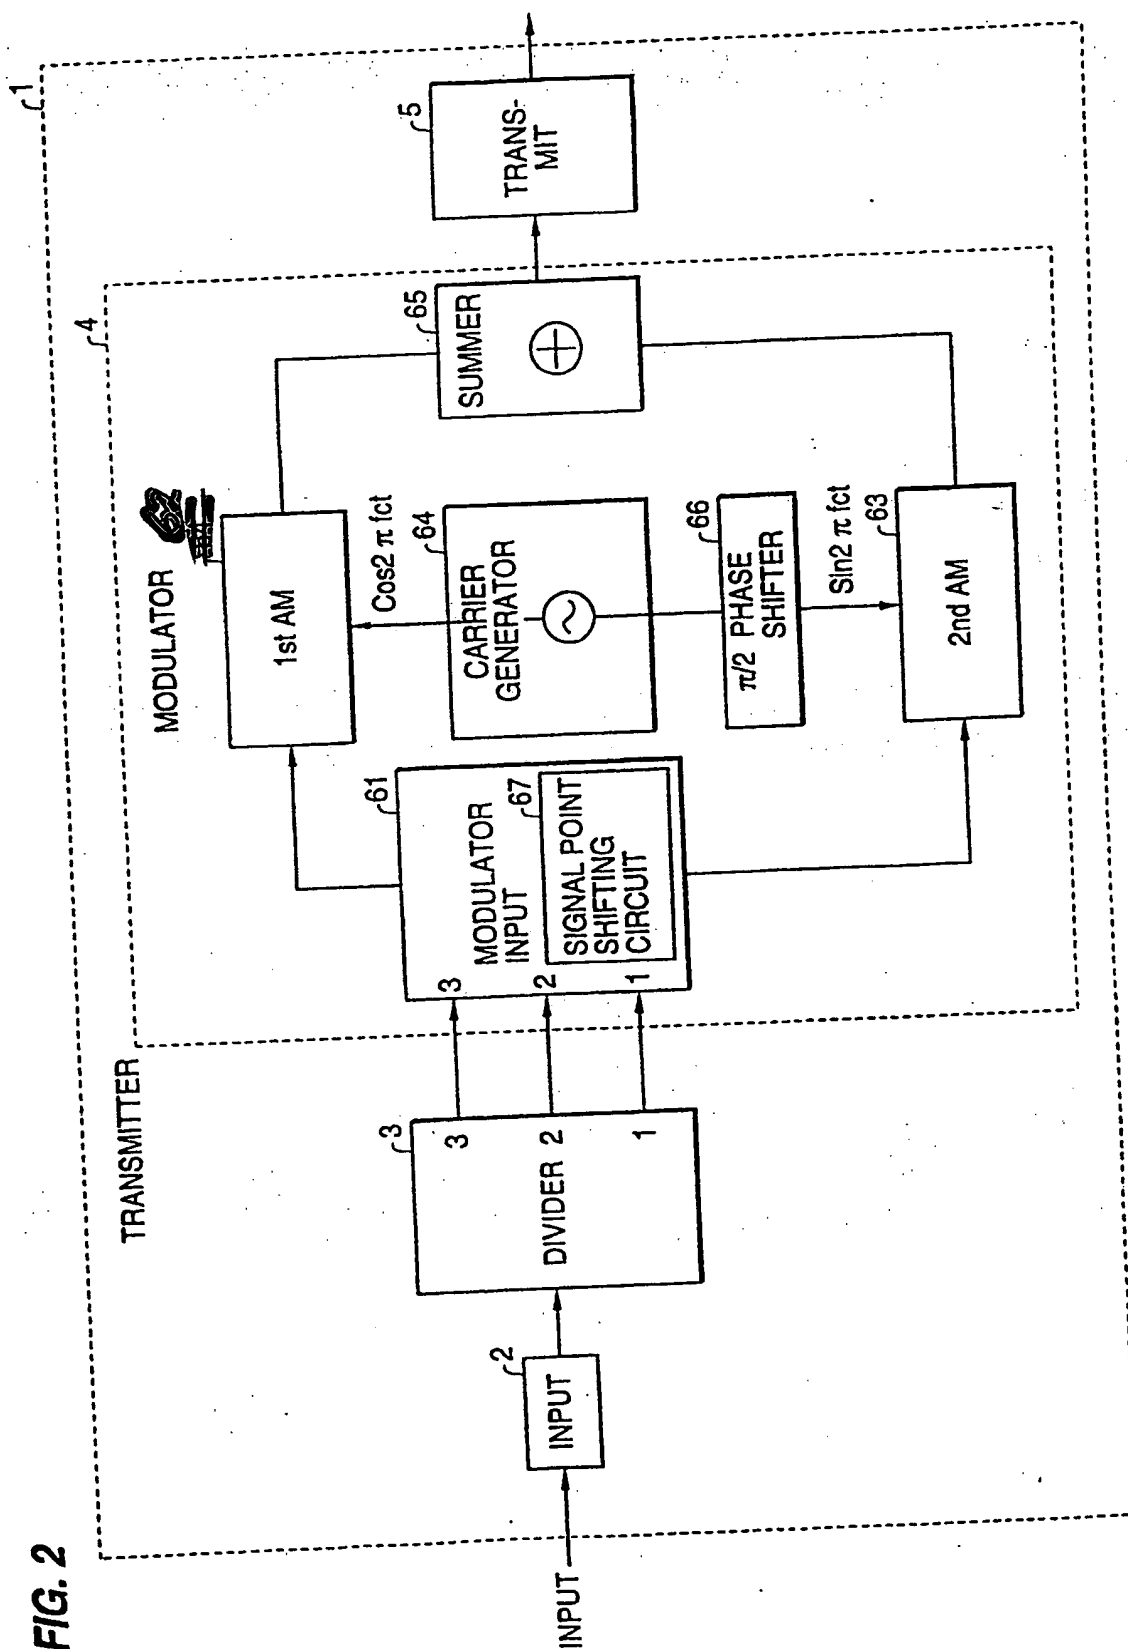 FIG. 2
1
TRANSMITTER
4
MODULATOR
62
1st AM
Cos2 π fct
INPUT
2
INPUT
3
DIVIDER
3
2
1
61
3
2
1
MODULATOR
INPUT
67
SIGNAL POINT
SHIFTING
CIRCUIT
64
CARRIER
GENERATOR
66
π/2 PHASE
SHIFTER
Sin2 π fct
63
2nd AM
65
SUMMER
5
TRANS-
MIT